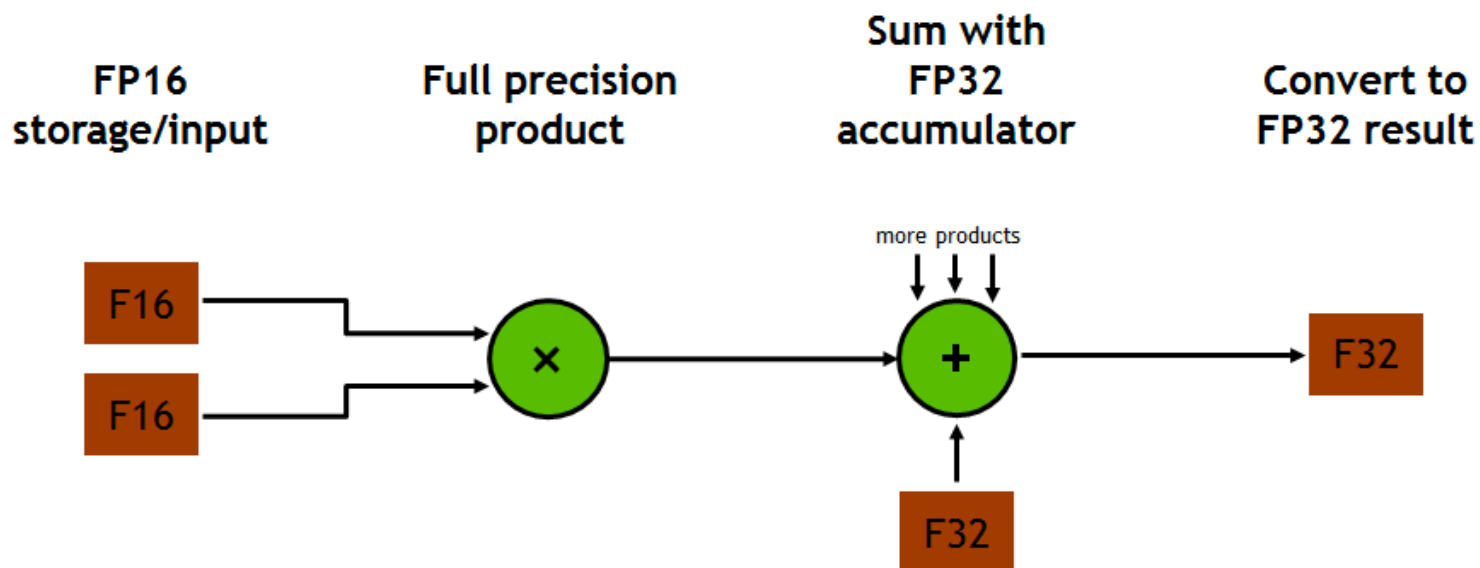 FP16
storage/input
Full precision
product
Sum with
FP32
accumulator
Convert to
FP32 result
more products
F16
F16
×
+
F32
F32